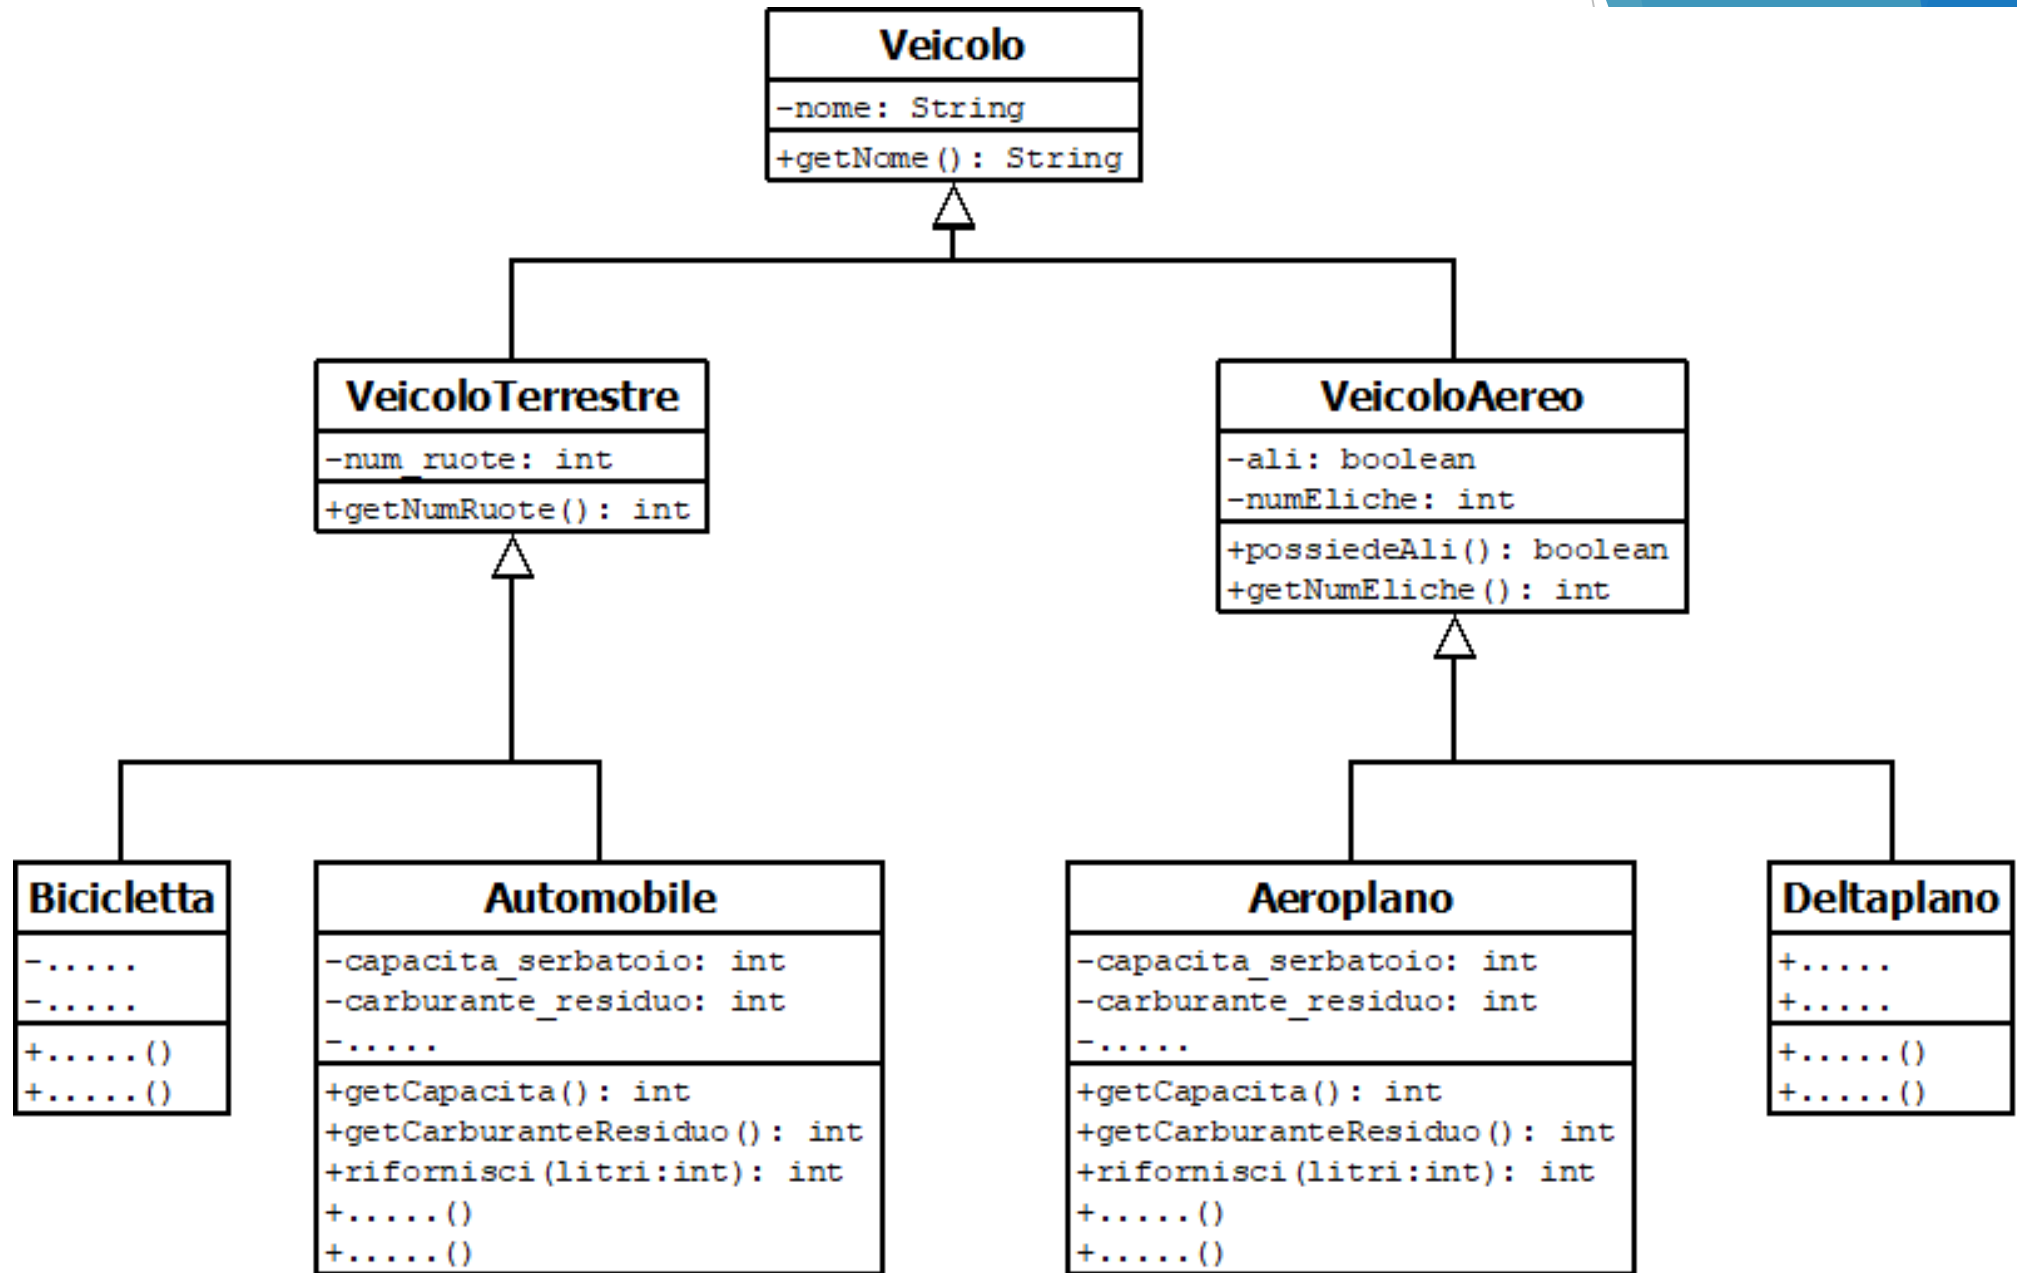 Veicolo
-nome: String
+getNome(): String
VeicoloTerrestre
-num_ruote: int
+getNumRuote(): int
VeicoloAereo
-ali: boolean
-numEliche: int
+possiedeAli(): boolean
+getNumEliche(): int
Bicicletta
-.....
-.....
+.....()
+.....()
Automobile
-capacita_serbatoio: int
-carburante_residuo: int
-.....
+getCapacita(): int
+getCarburanteResiduo(): int
+rifornisci(litri:int): int
+.....()
+.....()
Aeroplano
-capacita_serbatoio: int
-carburante_residuo: int
-.....
+getCapacita(): int
+getCarburanteResiduo(): int
+rifornisci(litri:int): int
+.....()
+.....()
Deltaplano
+.....
+.....
+.....()
+.....()